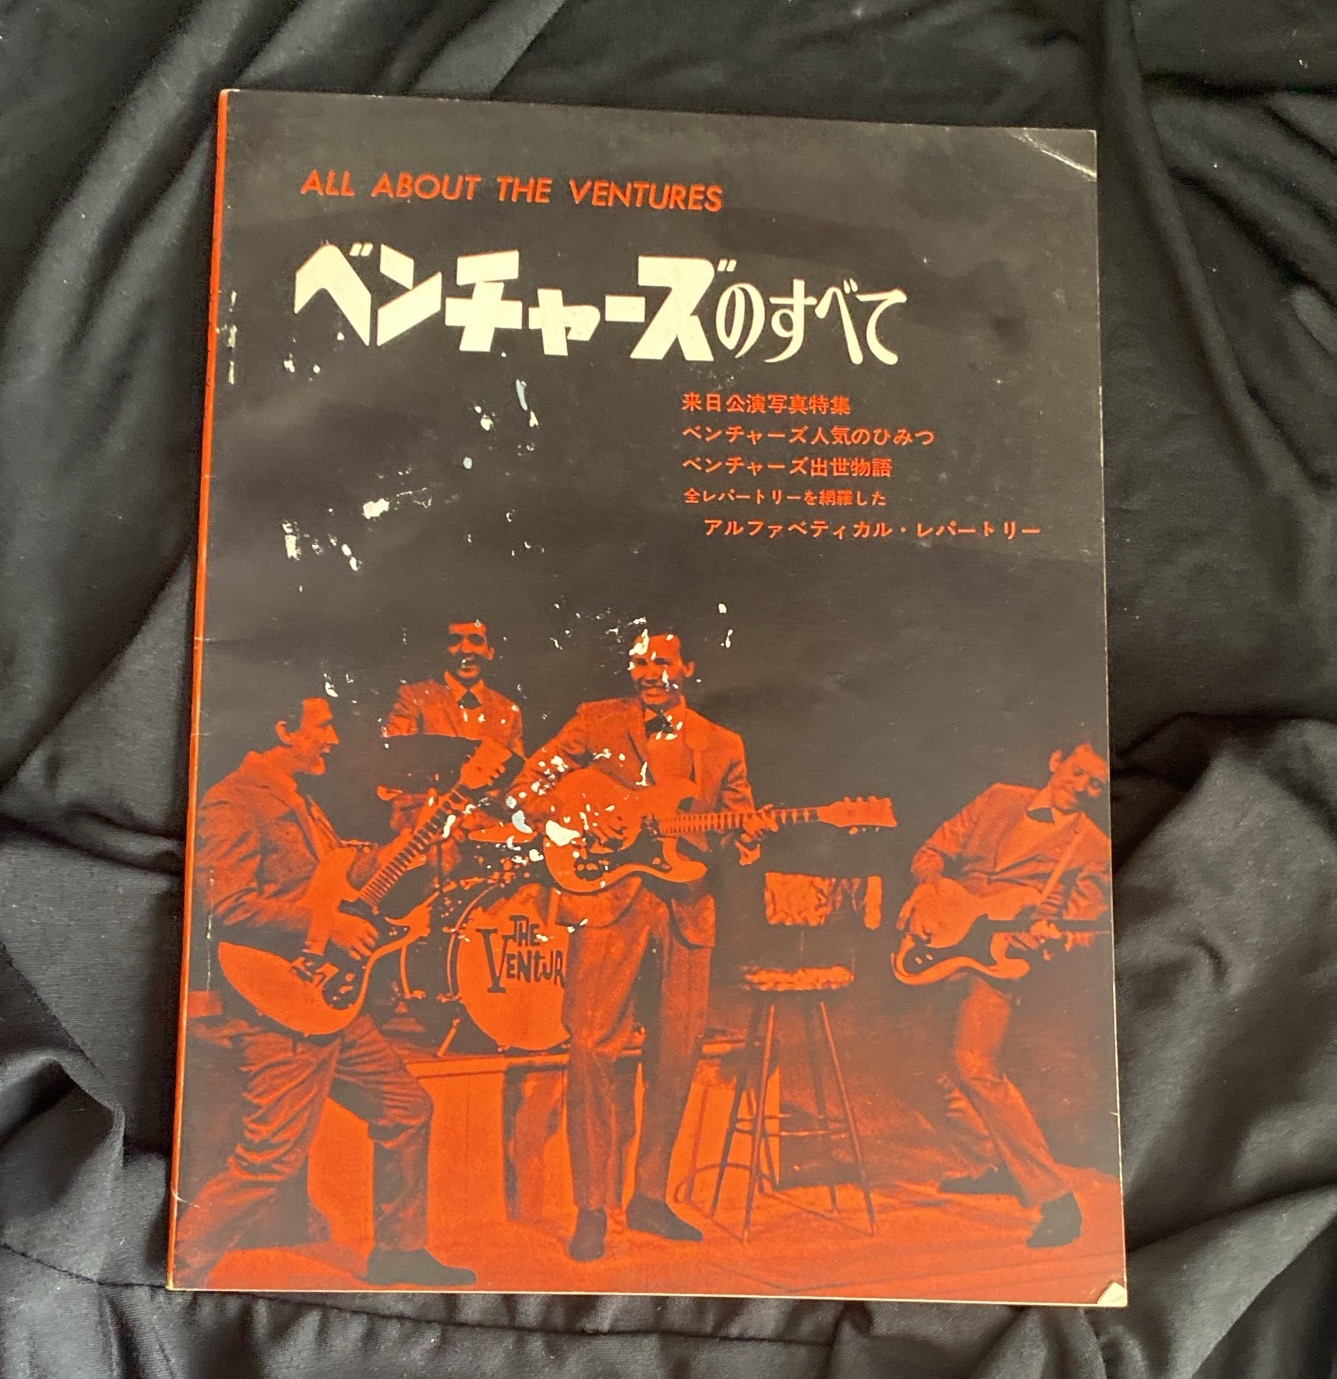 ALL ABOUT THE VENTURES
ベンチャーズのすべて
来日公演写真特集
ベンチャーズ人気のひみつ
ベンチャーズ出世物語
全レパートリーを網羅した
アルファベティカル・レパートリー
THE
VENTUR